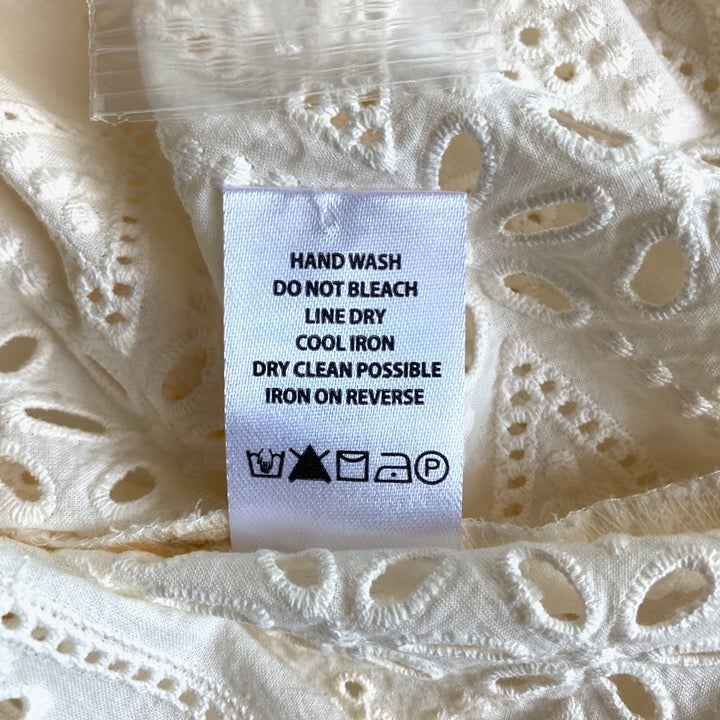 HAND WASH
DO NOT BLEACH
LINE DRY
COOL IRON
DRY CLEAN POSSIBLE
IRON ON REVERSE
P